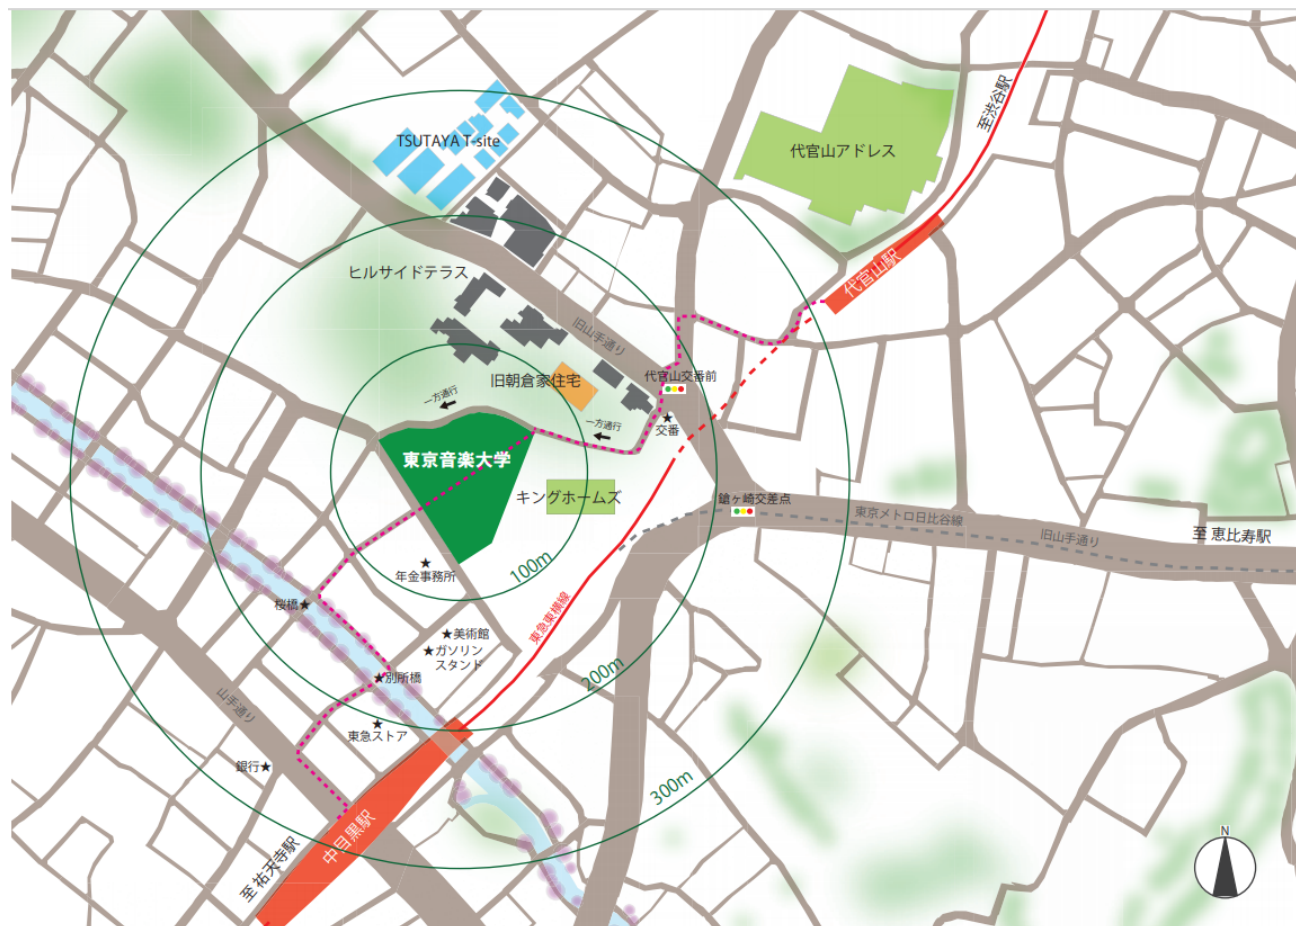 至渋谷駅
TSUTAYA T-site
代官山アドレス
ヒルサイドテラス
代官山駅
旧山手通り
旧朝倉家住宅
代官山交番前
一方通行
一方通行
交番
東京音楽大学
キングホームズ
鎗ヶ崎交差点
東京メトロ日比谷線
旧山手通り
至 恵比寿駅
100m
年金事務所
桜橋
東急東横線
美術館
ガソリン
スタンド
200m
別所橋
山手通り
東急ストア
銀行
300m
中目黒駅
至 祐天寺駅
N